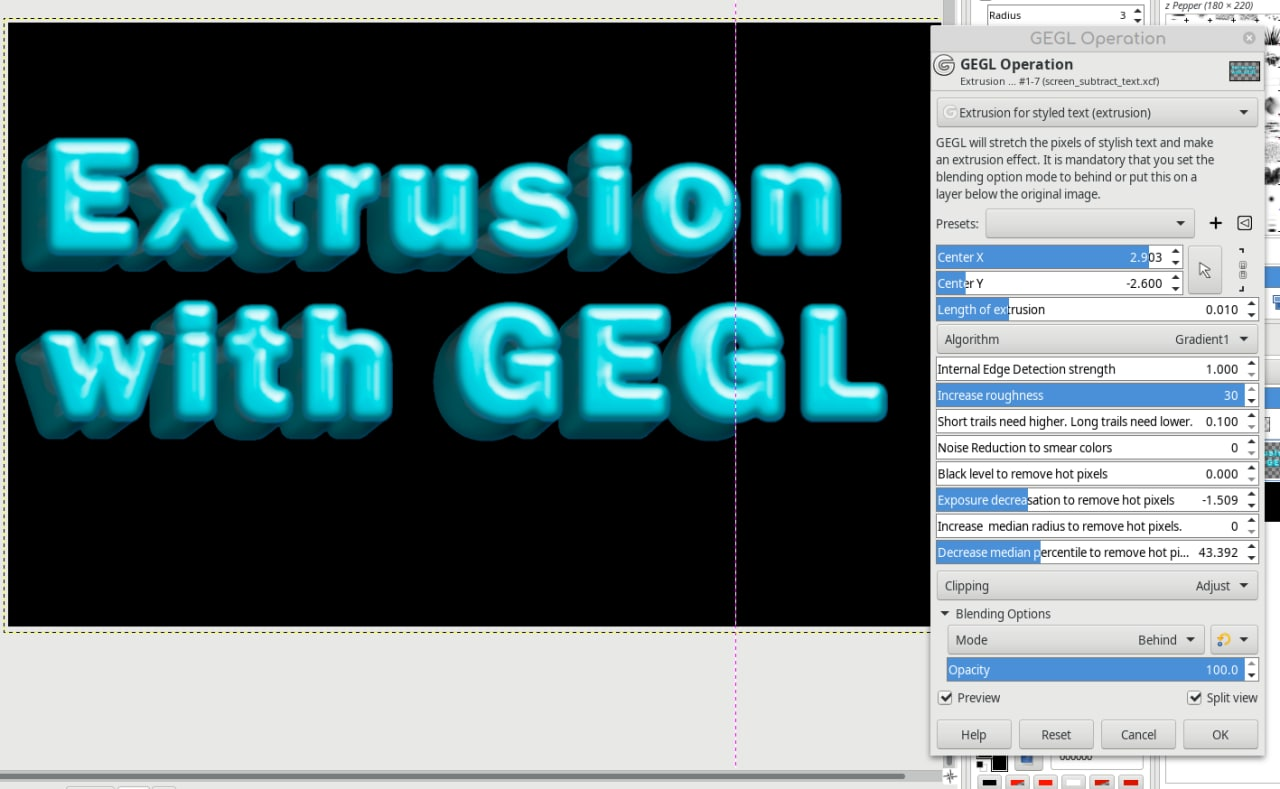 z Pepper (180 × 220)
Radius 3
GEGL Operation
GEGL Operation
Extrusion ... #1-7 (screen_subtract_text.xcf)
Extrusion for styled text (extrusion)
GEGL will stretch the pixels of stylish text and make
an extrusion effect. It is mandatory that you set the
blending option mode to behind or put this on a
layer below the original image.
Presets:
Center X 2.903
Center Y -2.600
Length of extrusion 0.010
Algorithm Gradient1
Internal Edge Detection strength 1.000
Increase roughness 30
Short trails need higher. Long trails need lower. 0.100
Noise Reduction to smear colors 0
Black level to remove hot pixels 0.000
Exposure decreasation to remove hot pixels -1.509
Increase  median radius to remove hot pixels. 0
Decrease median percentile to remove hot pi... 43.392
Clipping Adjust
Blending Options
Mode Behind
Opacity 100.0
Preview Split view
Help Reset Cancel OK
Extrusion
with GEGL